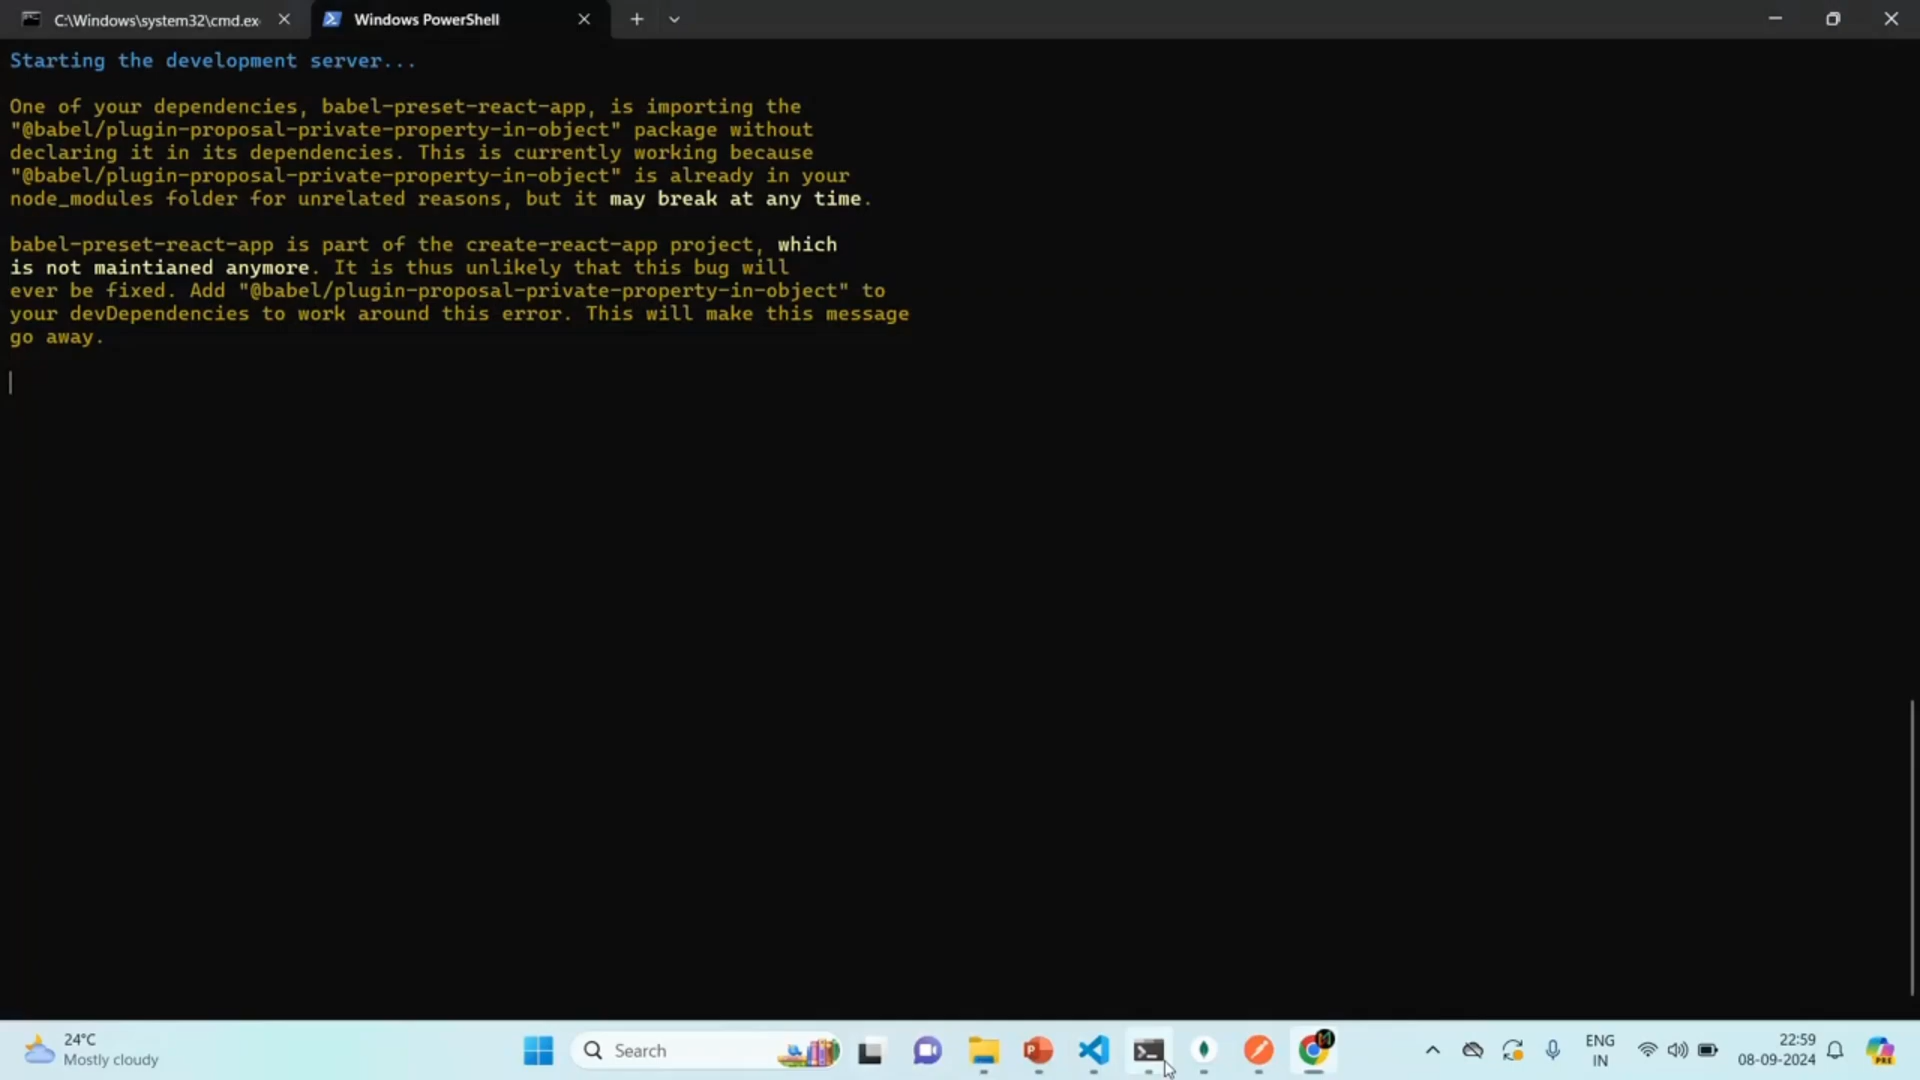 C:\Windows\system32\cmd.ex
Windows PowerShell
Starting the development server...
One of your dependencies, babel-preset-react-app, is importing the
"@babel/plugin-proposal-private-property-in-object" package without
declaring it in its dependencies. This is currently working because
"@babel/plugin-proposal-private-property-in-object" is already in your
node_modules folder for unrelated reasons, but it may break at any time.
babel-preset-react-app is part of the create-react-app project, which
is not maintianed anymore. It is thus unlikely that this bug will
ever be fixed. Add "@babel/plugin-proposal-private-property-in-object" to
your devDependencies to work around this error. This will make this message
go away.
24°C
Mostly cloudy
Search
ENG
IN
22:59
08-09-2024
PRE